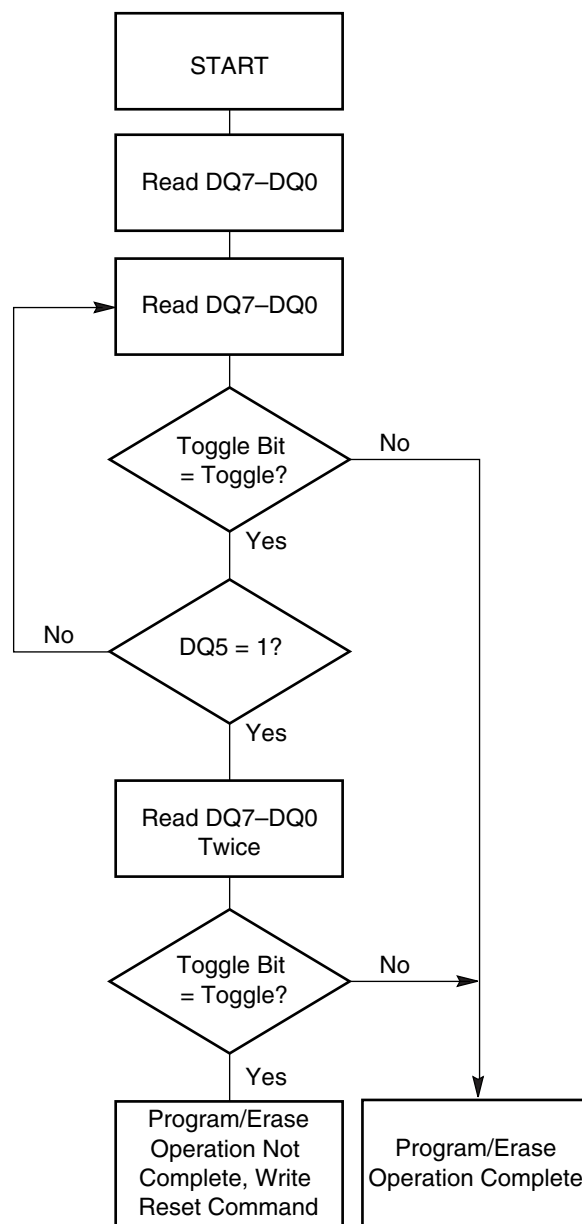 START
Read DQ7–DQ0
Read DQ7–DQ0
Toggle Bit
= Toggle?
No
Yes
No
DQ5 = 1?
Yes
Read DQ7–DQ0
Twice
Toggle Bit
= Toggle?
No
Yes
Program/Erase
Operation Not
Complete, Write
Reset Command
Program/Erase
Operation Complete